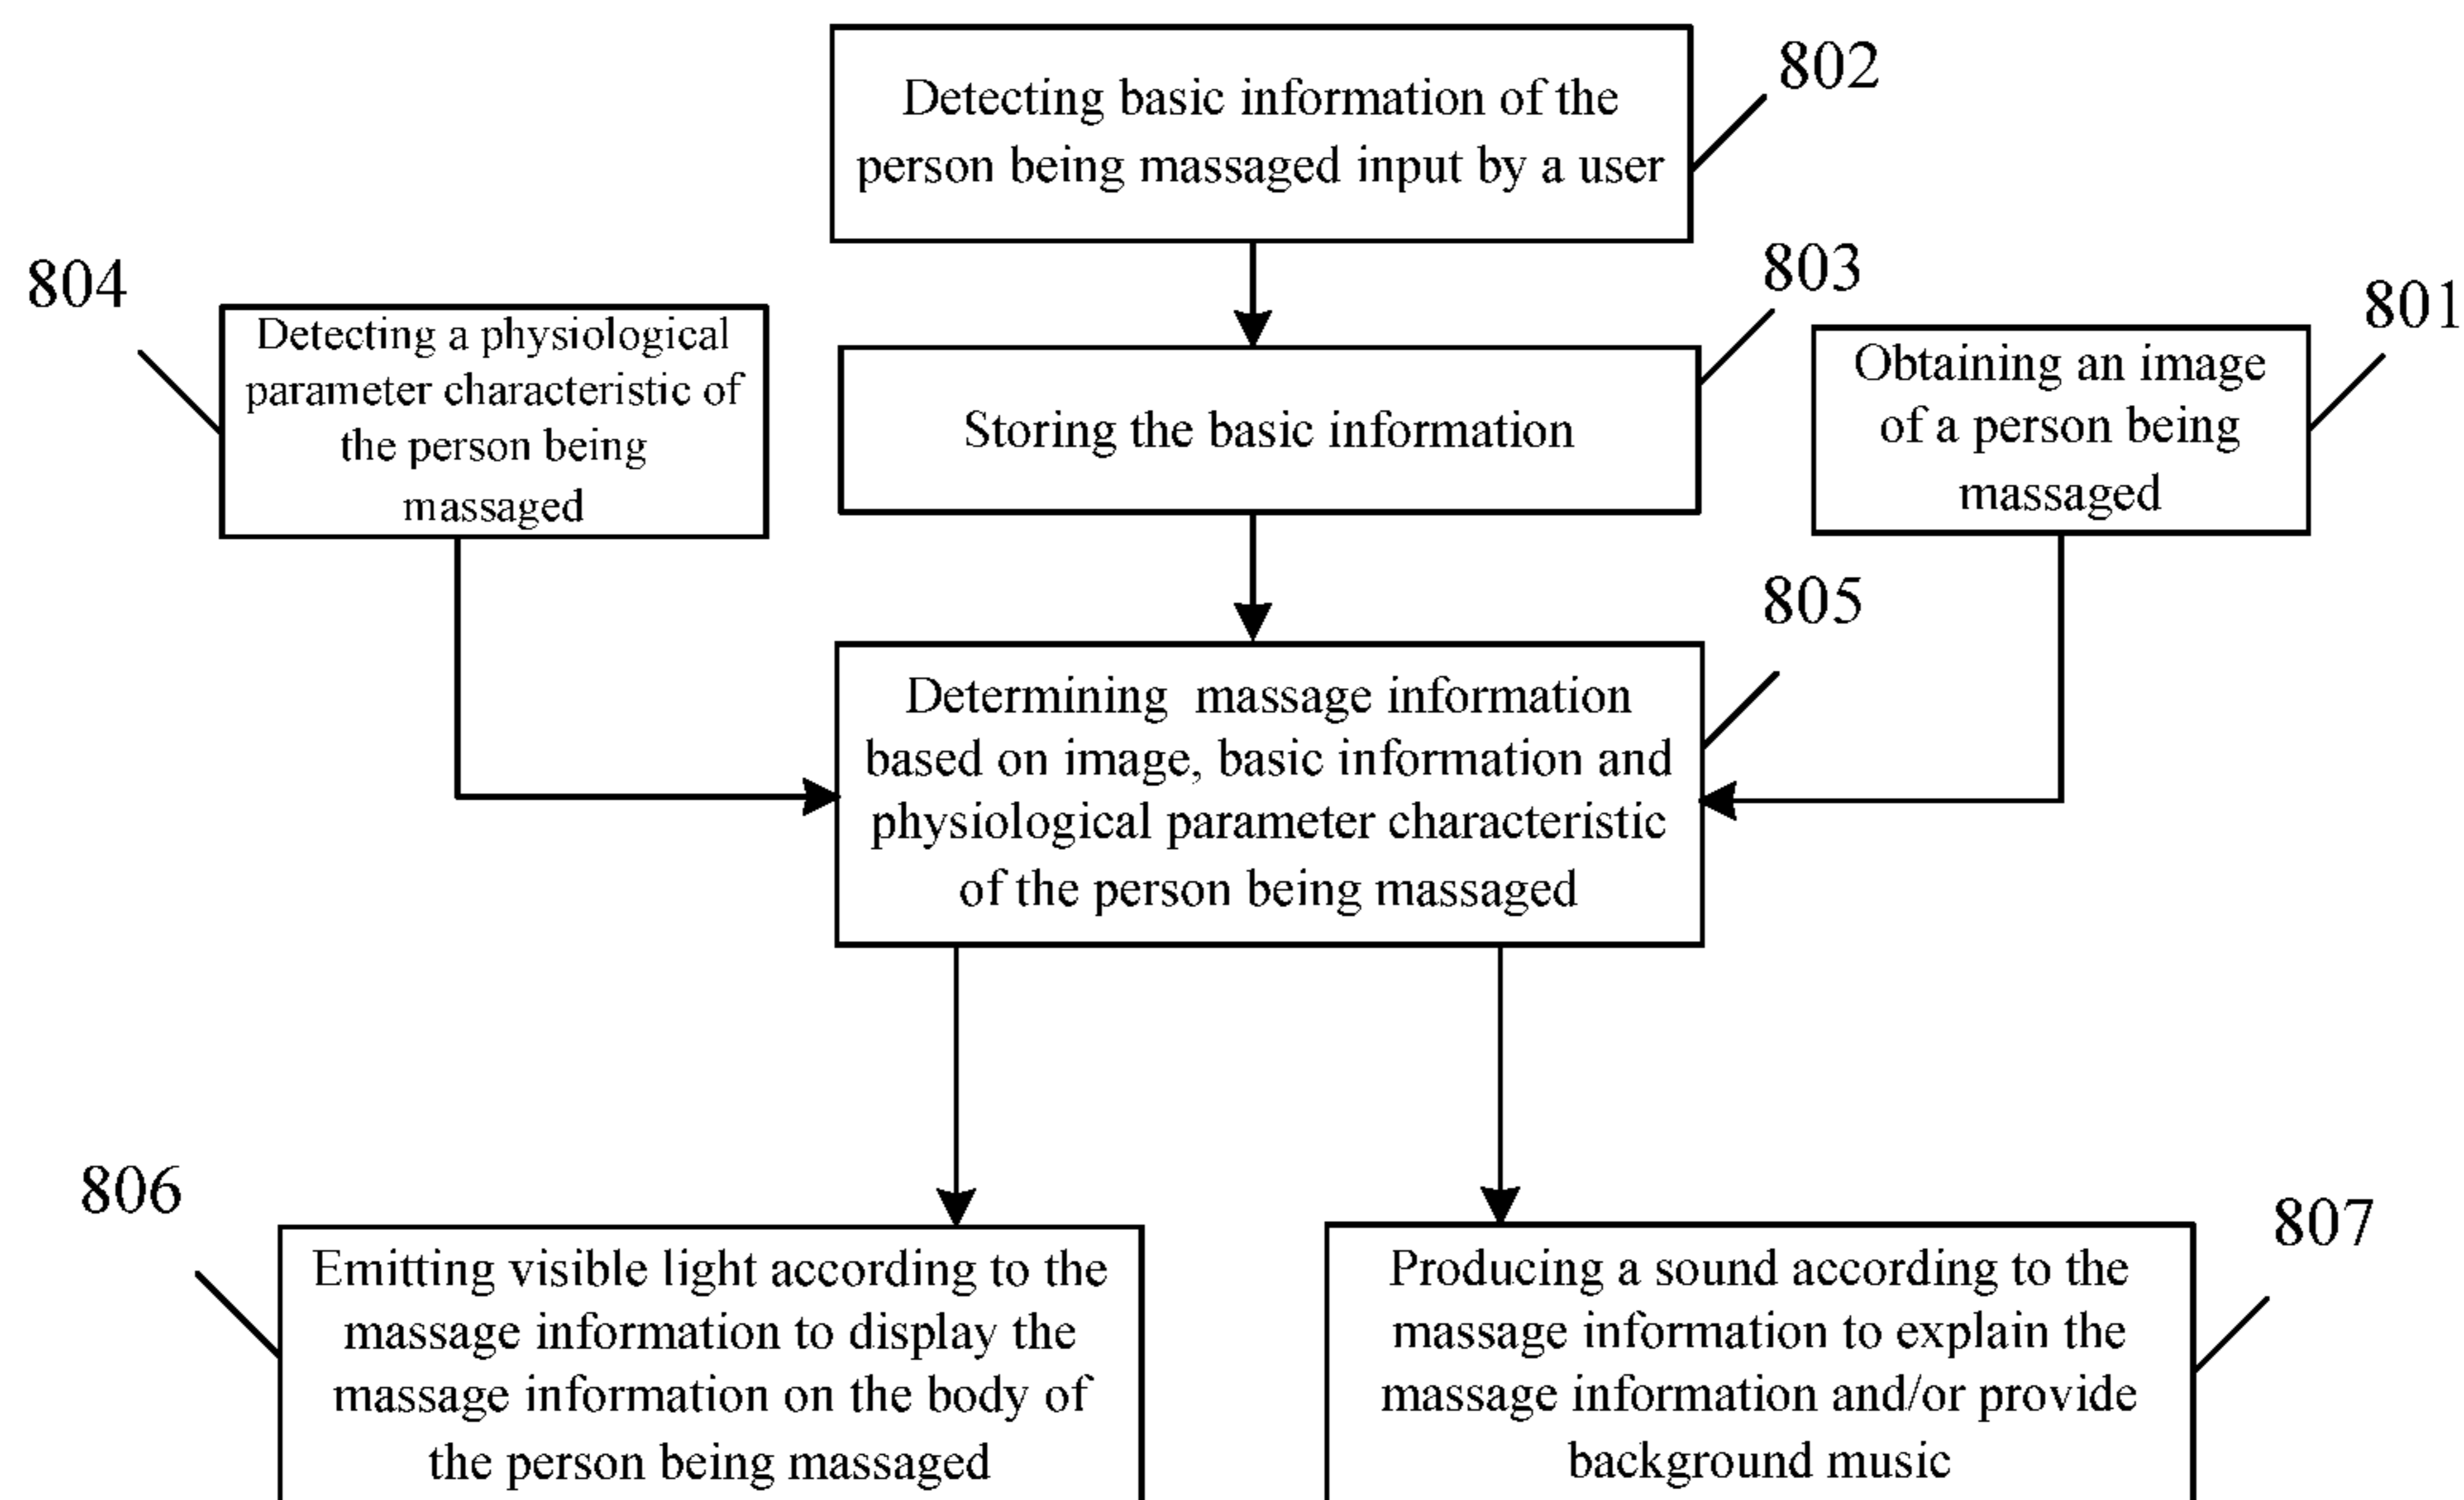 802
Detecting basic information of the
person being massaged input by a user
803
804
801
Detecting a physiological
parameter characteristic of
the person being
massaged
Storing the basic information
Obtaining an image
of a person being
massaged
805
Determining massage information
based on image, basic information and
physiological parameter characteristic
of the person being massaged
806
807
Emitting visible light according to the
massage information to display the
massage information on the body of
the person being massaged
Producing a sound according to the
massage information to explain the
massage information and/or provide
background music